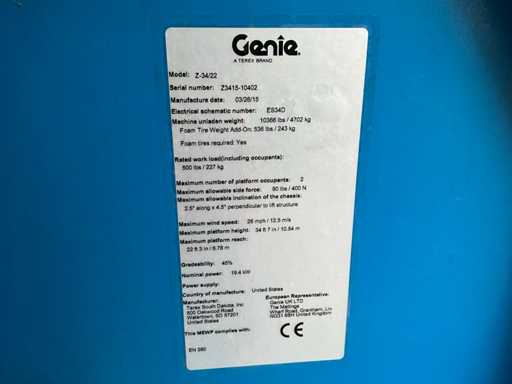 Genie
A TEREX BRAND
Model: Z-34/22
Serial number: Z3415-10402
Manufacture date: 03/26/15
Electrical schematic number: ES34D
Machine unladen weight: 10366 lbs / 4702 kg
Foam Tire Weight Add-On: 536 lbs / 243 kg
Foam tires required: Yes
Rated work load(including occupants):
500 lbs / 227 kg
Maximum number of platform occupants: 2
Maximum allowable side force: 90 lbs / 400 N
Maximum allowable inclination of the chassis:
2.5° along x 4.5° perpendicular to lift structure
Maximum wind speed: 28 mph / 12.5 m/s
Maximum platform height: 34 ft 7 in / 10.54 m
Maximum platform reach:
22 ft 3 in / 6.78 m
Gradeability: 45%
Nominal power: 19.4 kW
Power supply:
Country of manufacture: United States
Manufacturer:
Terex South Dakota, Inc
600 Oakwood Road
Watertown, SD 57201
United States
European Representative:
Genie UK LTD
The Maltings
Wharf Road, Grantham, Lin
NG31 6BH United Kingdom
This MEWP complies with:
CE
EN 280